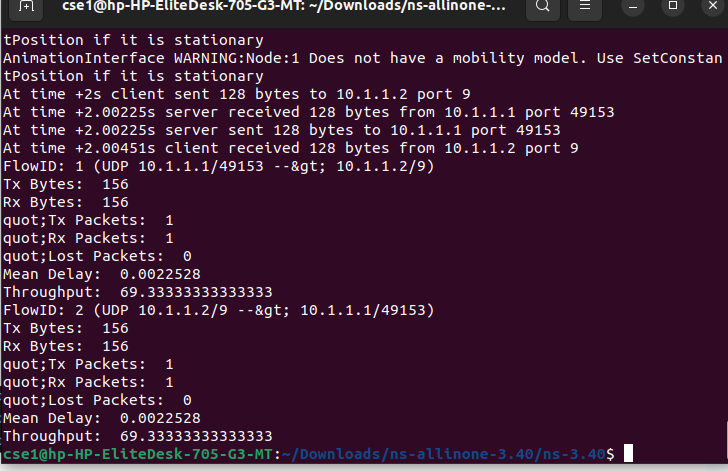 cse1@hp-HP-EliteDesk-705-G3-MT: ~/Downloads/ns-allinone-...
tPosition if it is stationary
AnimationInterface WARNING:Node:1 Does not have a mobility model. Use SetConstan
tPosition if it is stationary
At time +2s client sent 128 bytes to 10.1.1.2 port 9
At time +2.00225s server received 128 bytes from 10.1.1.1 port 49153
At time +2.00225s server sent 128 bytes to 10.1.1.1 port 49153
At time +2.00451s client received 128 bytes from 10.1.1.2 port 9
FlowID: 1 (UDP 10.1.1.1/49153 --&gt; 10.1.1.2/9)
Tx Bytes:  156
Rx Bytes:  156
quot;Tx Packets:  1
quot;Rx Packets:  1
quot;Lost Packets:  0
Mean Delay:  0.0022528
Throughput:  69.33333333333333
FlowID: 2 (UDP 10.1.1.2/9 --&gt; 10.1.1.1/49153)
Tx Bytes:  156
Rx Bytes:  156
quot;Tx Packets:  1
quot;Rx Packets:  1
quot;Lost Packets:  0
Mean Delay:  0.0022528
Throughput:  69.33333333333333
cse1@hp-HP-EliteDesk-705-G3-MT:~/Downloads/ns-allinone-3.40/ns-3.40$